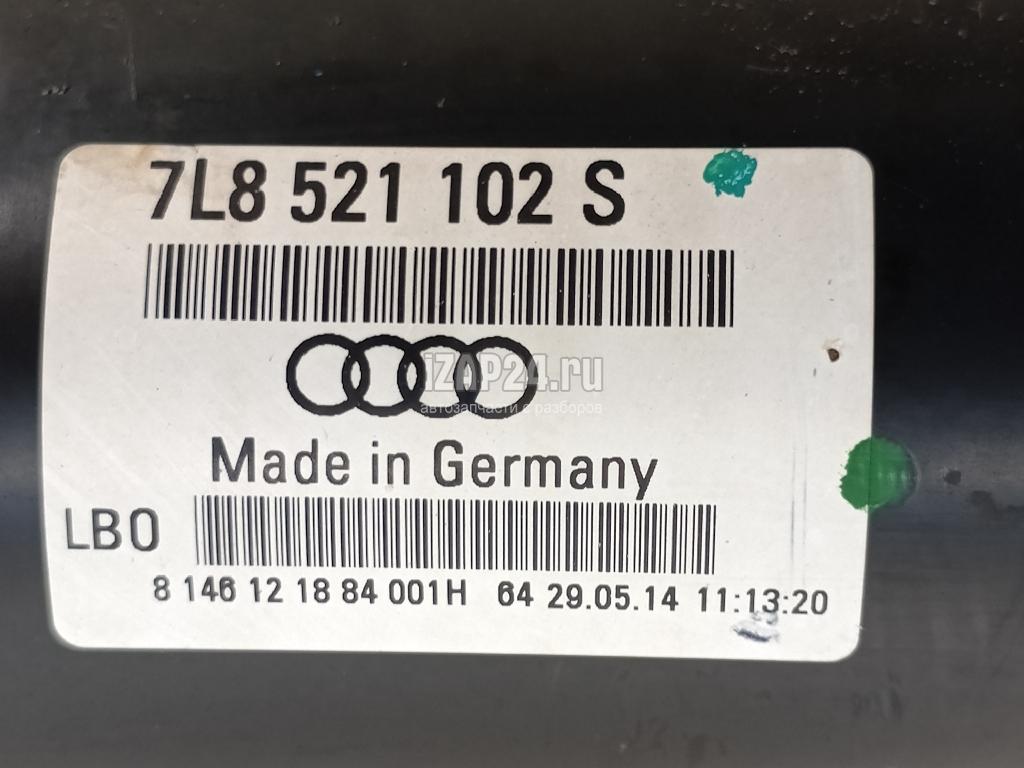 7L8 521 102 S
iZAP24.ru
автозапчасти с разборов
Made in Germany
LBO
8 146 12 18 84 001H 64 29.05.14 11:13:20